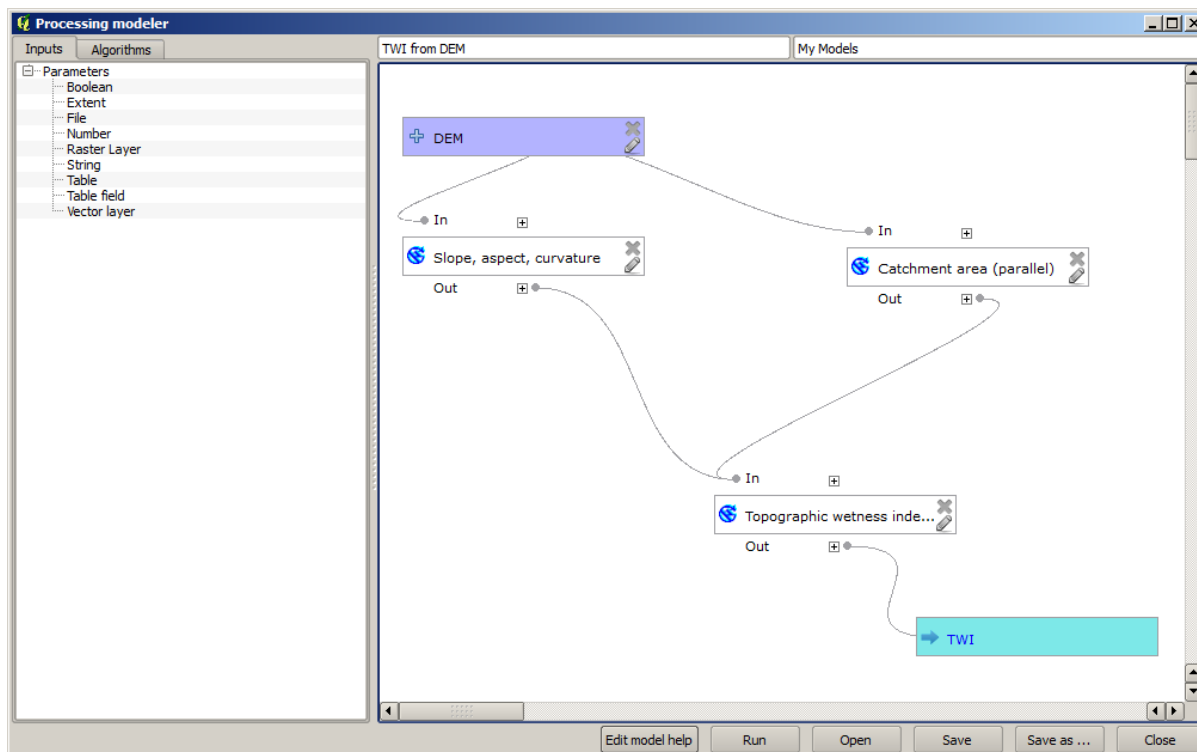 Processing modeler
Inputs
Algorithms
Parameters
Boolean
Extent
File
Number
Raster Layer
String
Table
Table field
Vector layer
TWI from DEM
My Models
DEM
In
Slope, aspect, curvature
Out
In
Catchment area (parallel)
Out
In
Topographic wetness inde...
Out
TWI
Edit model help
Run
Open
Save
Save as ...
Close